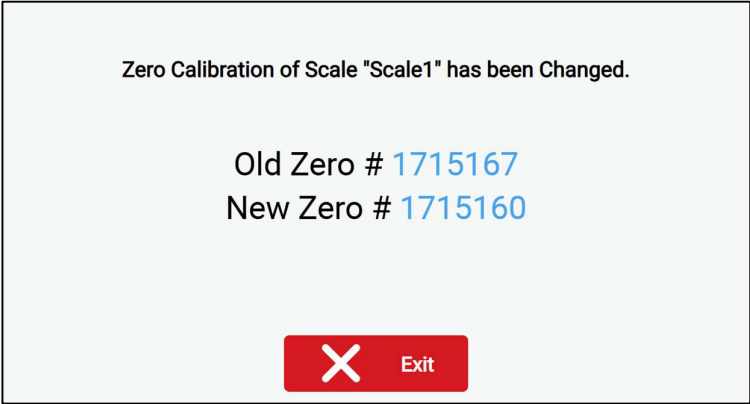 Zero Calibration of Scale "Scale1" has been Changed.
Old Zero # 1715167
New Zero # 1715160
Exit